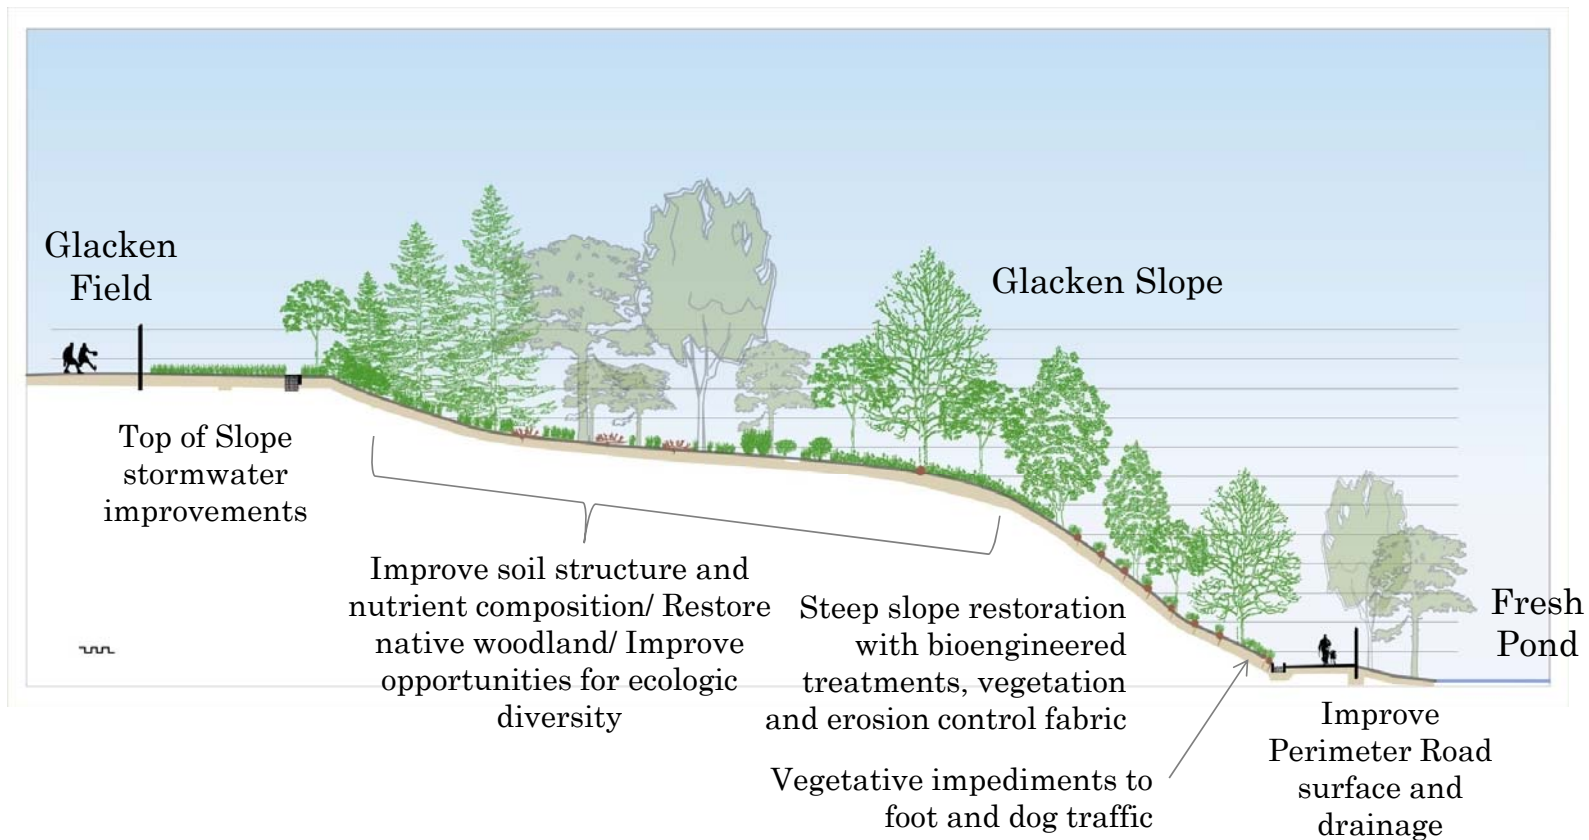 Glacken
Field
Glacken Slope
Top of Slope
stormwater
improvements
Improve soil structure and
nutrient composition/ Restore
native woodland/ Improve
opportunities for ecologic
diversity
Steep slope restoration
with bioengineered
treatments, vegetation
and erosion control fabric
Vegetative impediments to
foot and dog traffic
Fresh
Pond
Improve
Perimeter Road
surface and
drainage